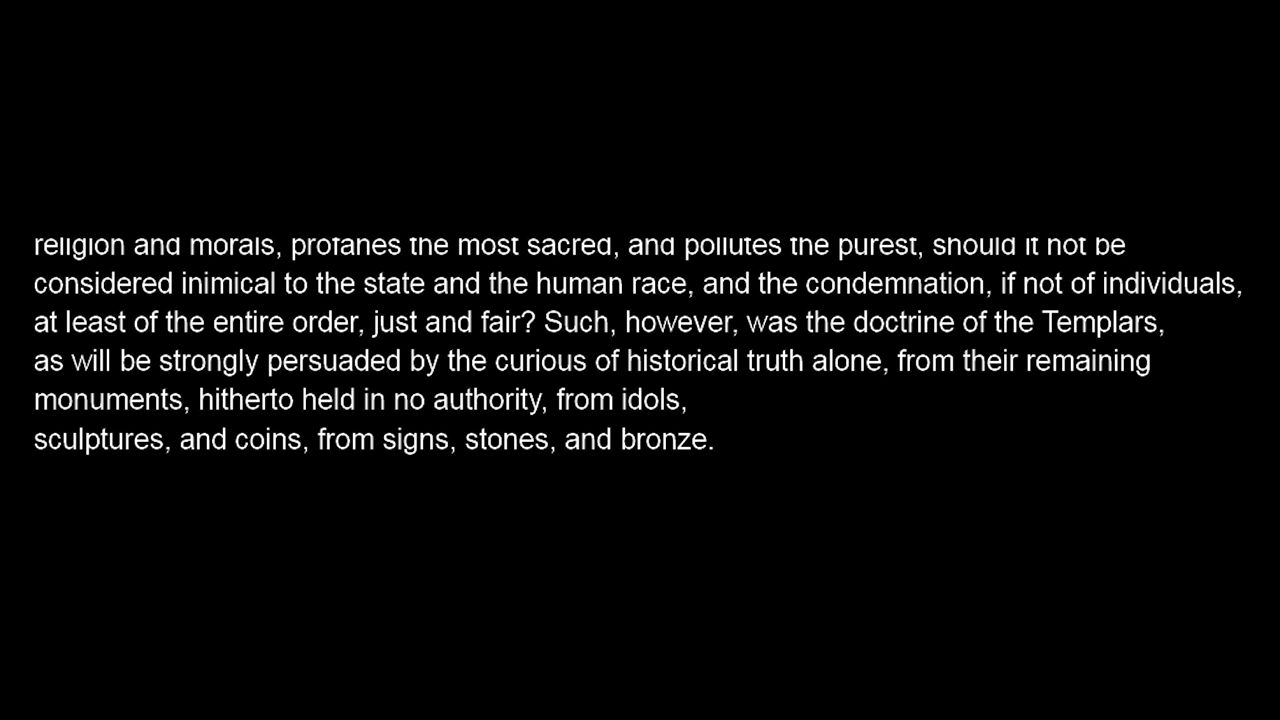 religion and morals, profanes the most sacred, and pollutes the purest, should it not be
considered inimical to the state and the human race, and the condemnation, if not of individuals,
at least of the entire order, just and fair? Such, however, was the doctrine of the Templars,
as will be strongly persuaded by the curious of historical truth alone, from their remaining
monuments, hitherto held in no authority, from idols,
sculptures, and coins, from signs, stones, and bronze.